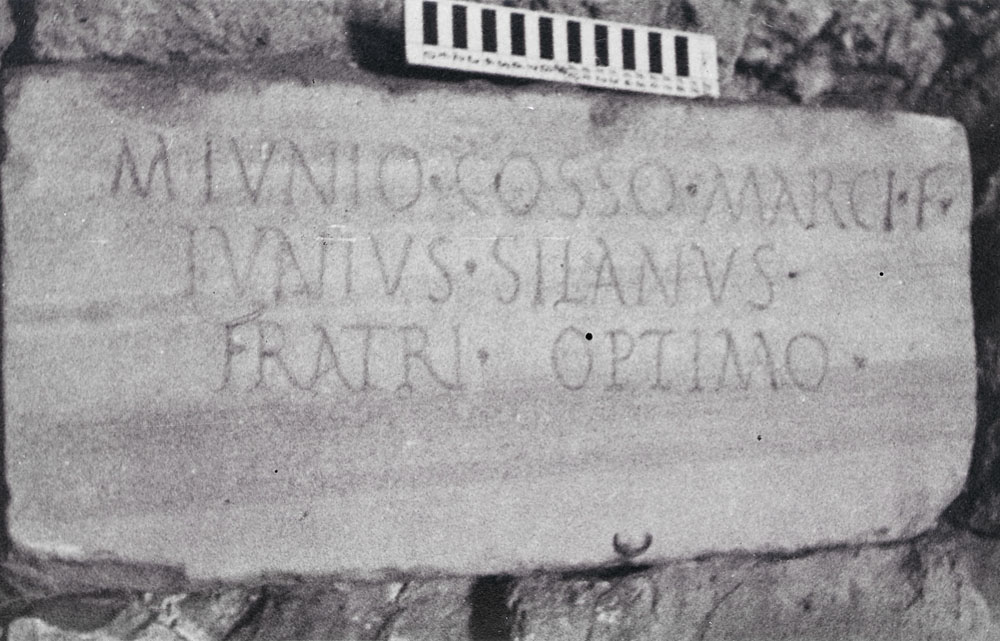 M IVNIO · COSSO · MARCI · F ·
IVNIVS · SILANVS ·
FRATRI · OPTIMO ·